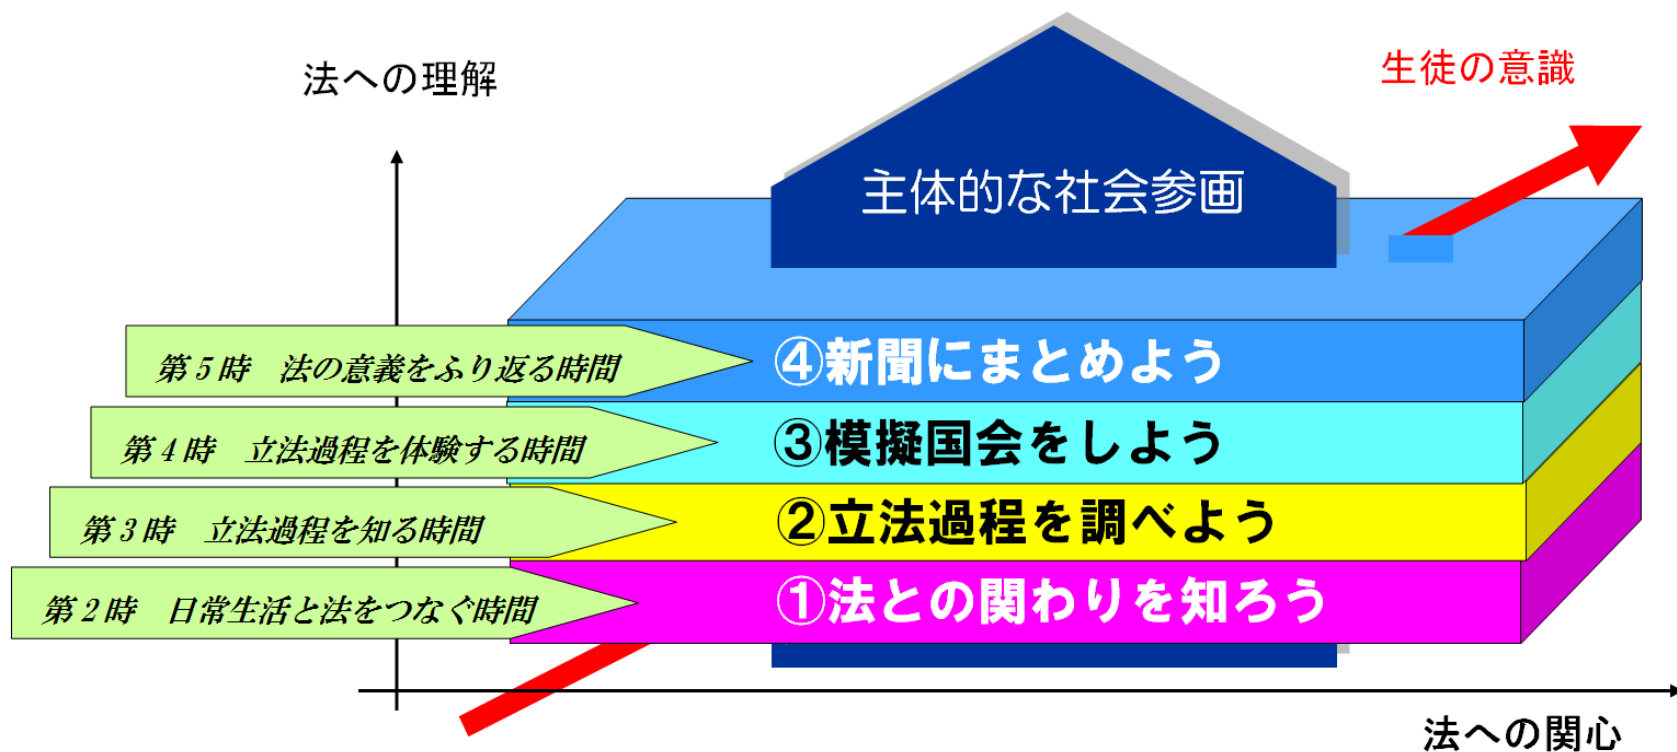 法への理解
生徒の意識
主体的な社会参画
第5時 法の意義をふり返る時間
④新聞にまとめよう
第4時 立法過程を体験する時間
③模擬国会をしよう
第3時 立法過程を知る時間
②立法過程を調べよう
第2時 日常生活と法をつなぐ時間
①法との関わりを知ろう
法への関心